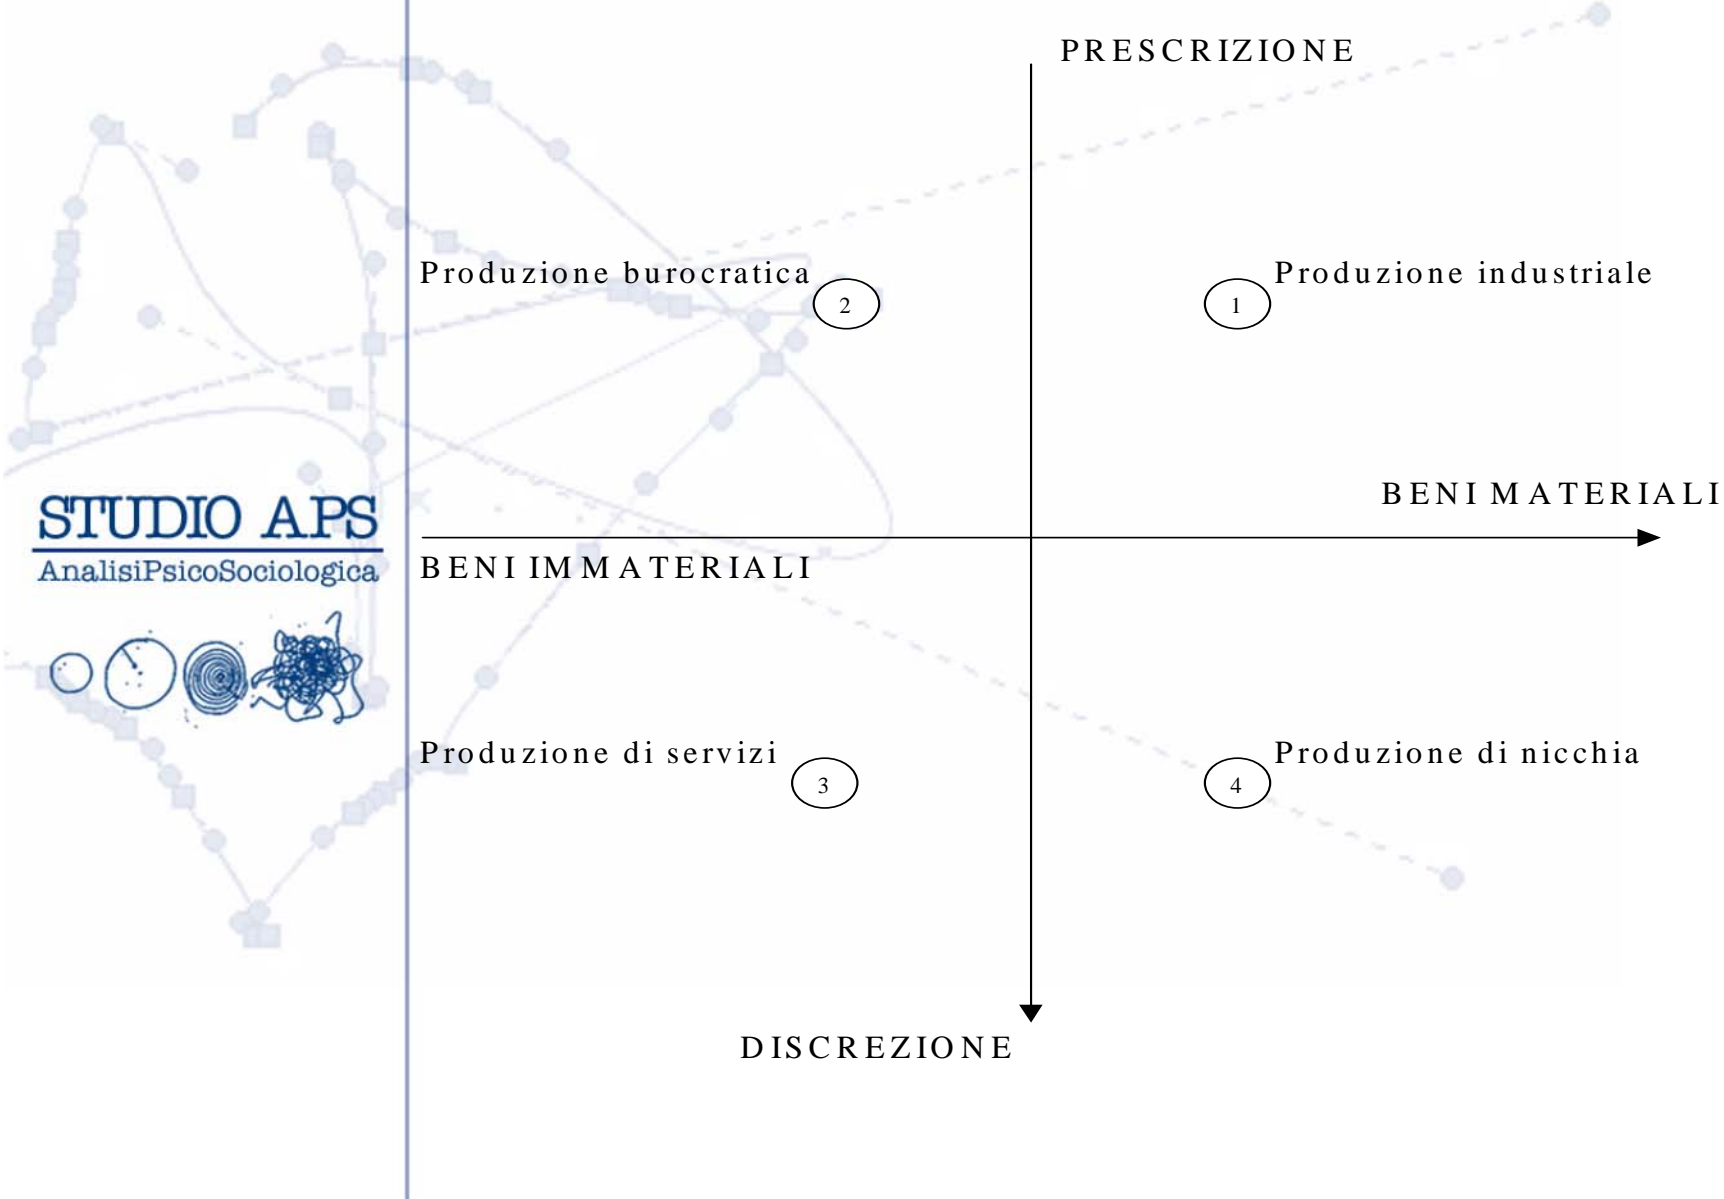 PRESCRIZIONE
Produzione burocratica
2
1
Produzione industriale
BENI MATERIALI
STUDIO APS
AnalisiPsicoSociologica
BENI IMMATERIALI
Produzione di servizi
3
4
Produzione di nicchia
DISCREZIONE